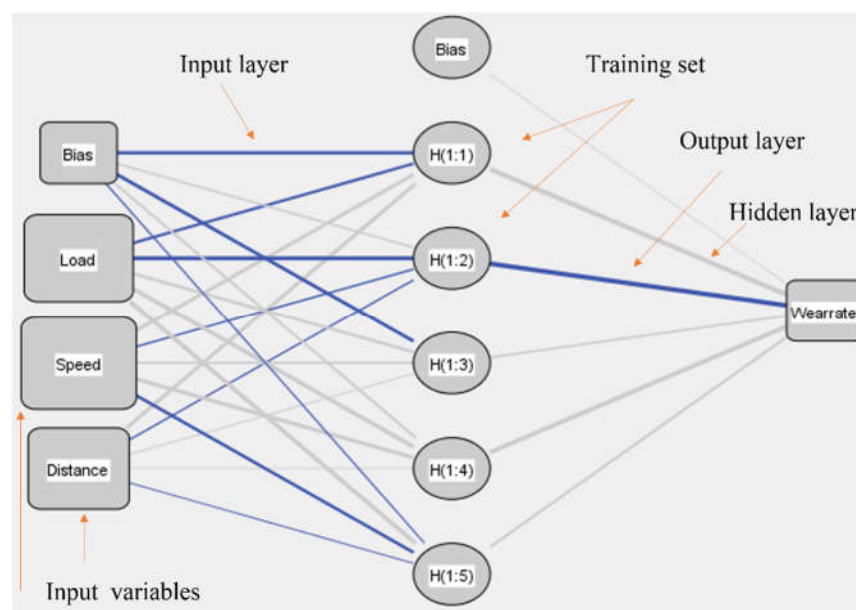 Bias
Input layer
Training set
Bias
H(1:1)
Output layer
Hidden layer
Load
H(1:2)
Wearrate
Speed
H(1:3)
Distance
H(1:4)
H(1:5)
Input variables